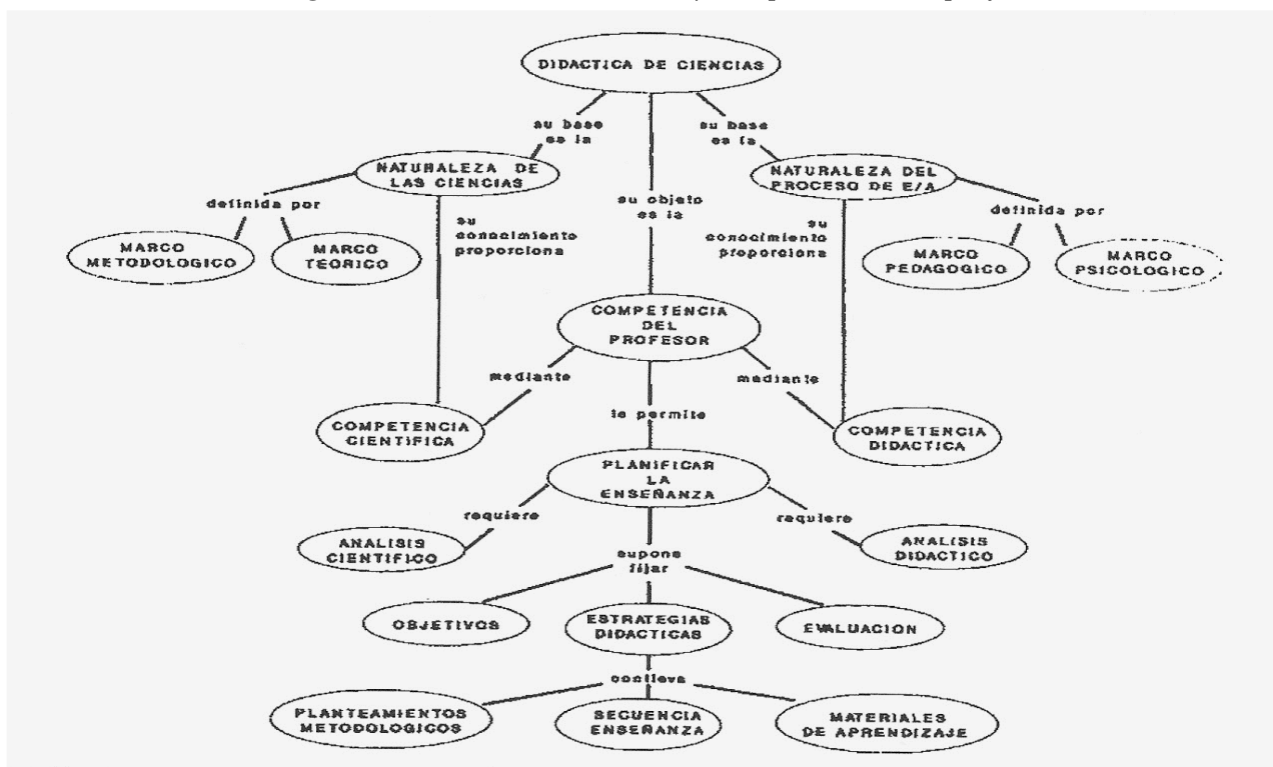 DIDACTICA DE CIENCIAS
su base
es la
su base
es la
NATURALEZA DE
LAS CIENCIAS
NATURALEZA DEL
PROCESO DE E/A
definida por
su objeto
es la
definida por
su
conocimiento
proporciona
su
conocimiento
proporciona
MARCO
METODOLOGICO
MARCO
TEORICO
MARCO
PEDAGOGICO
MARCO
PSICOLOGICO
COMPETENCIA
DEL
PROFESOR
mediante
mediante
le permite
COMPETENCIA
CIENTIFICA
COMPETENCIA
DIDACTICA
PLANIFICAR
LA
ENSEÑANZA
requiere
requiere
ANALISIS
CIENTIFICO
ANALISIS
DIDACTICO
supone
fijar
OBJETIVOS
ESTRATEGIAS
DIDACTICAS
EVALUACION
conlleva
PLANTEAMIENTOS
METODOLOGICOS
SECUENCIA
ENSEÑANZA
MATERIALES
DE APRENDIZAJE